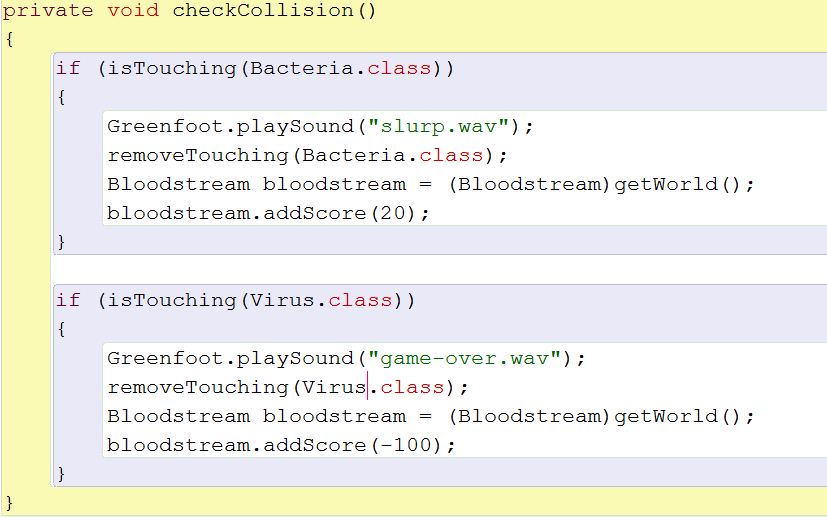 private void checkCollision()
{
if (isTouching(Bacteria.class))
{
Greenfoot.playSound("slurp.wav");
removeTouching(Bacteria.class);
Bloodstream bloodstream = (Bloodstream)getWorld();
bloodstream.addScore(20);
}
if (isTouching(Virus.class))
{
Greenfoot.playSound("game-over.wav");
removeTouching(Virus.class);
Bloodstream bloodstream = (Bloodstream)getWorld();
bloodstream.addScore(-100);
}
}